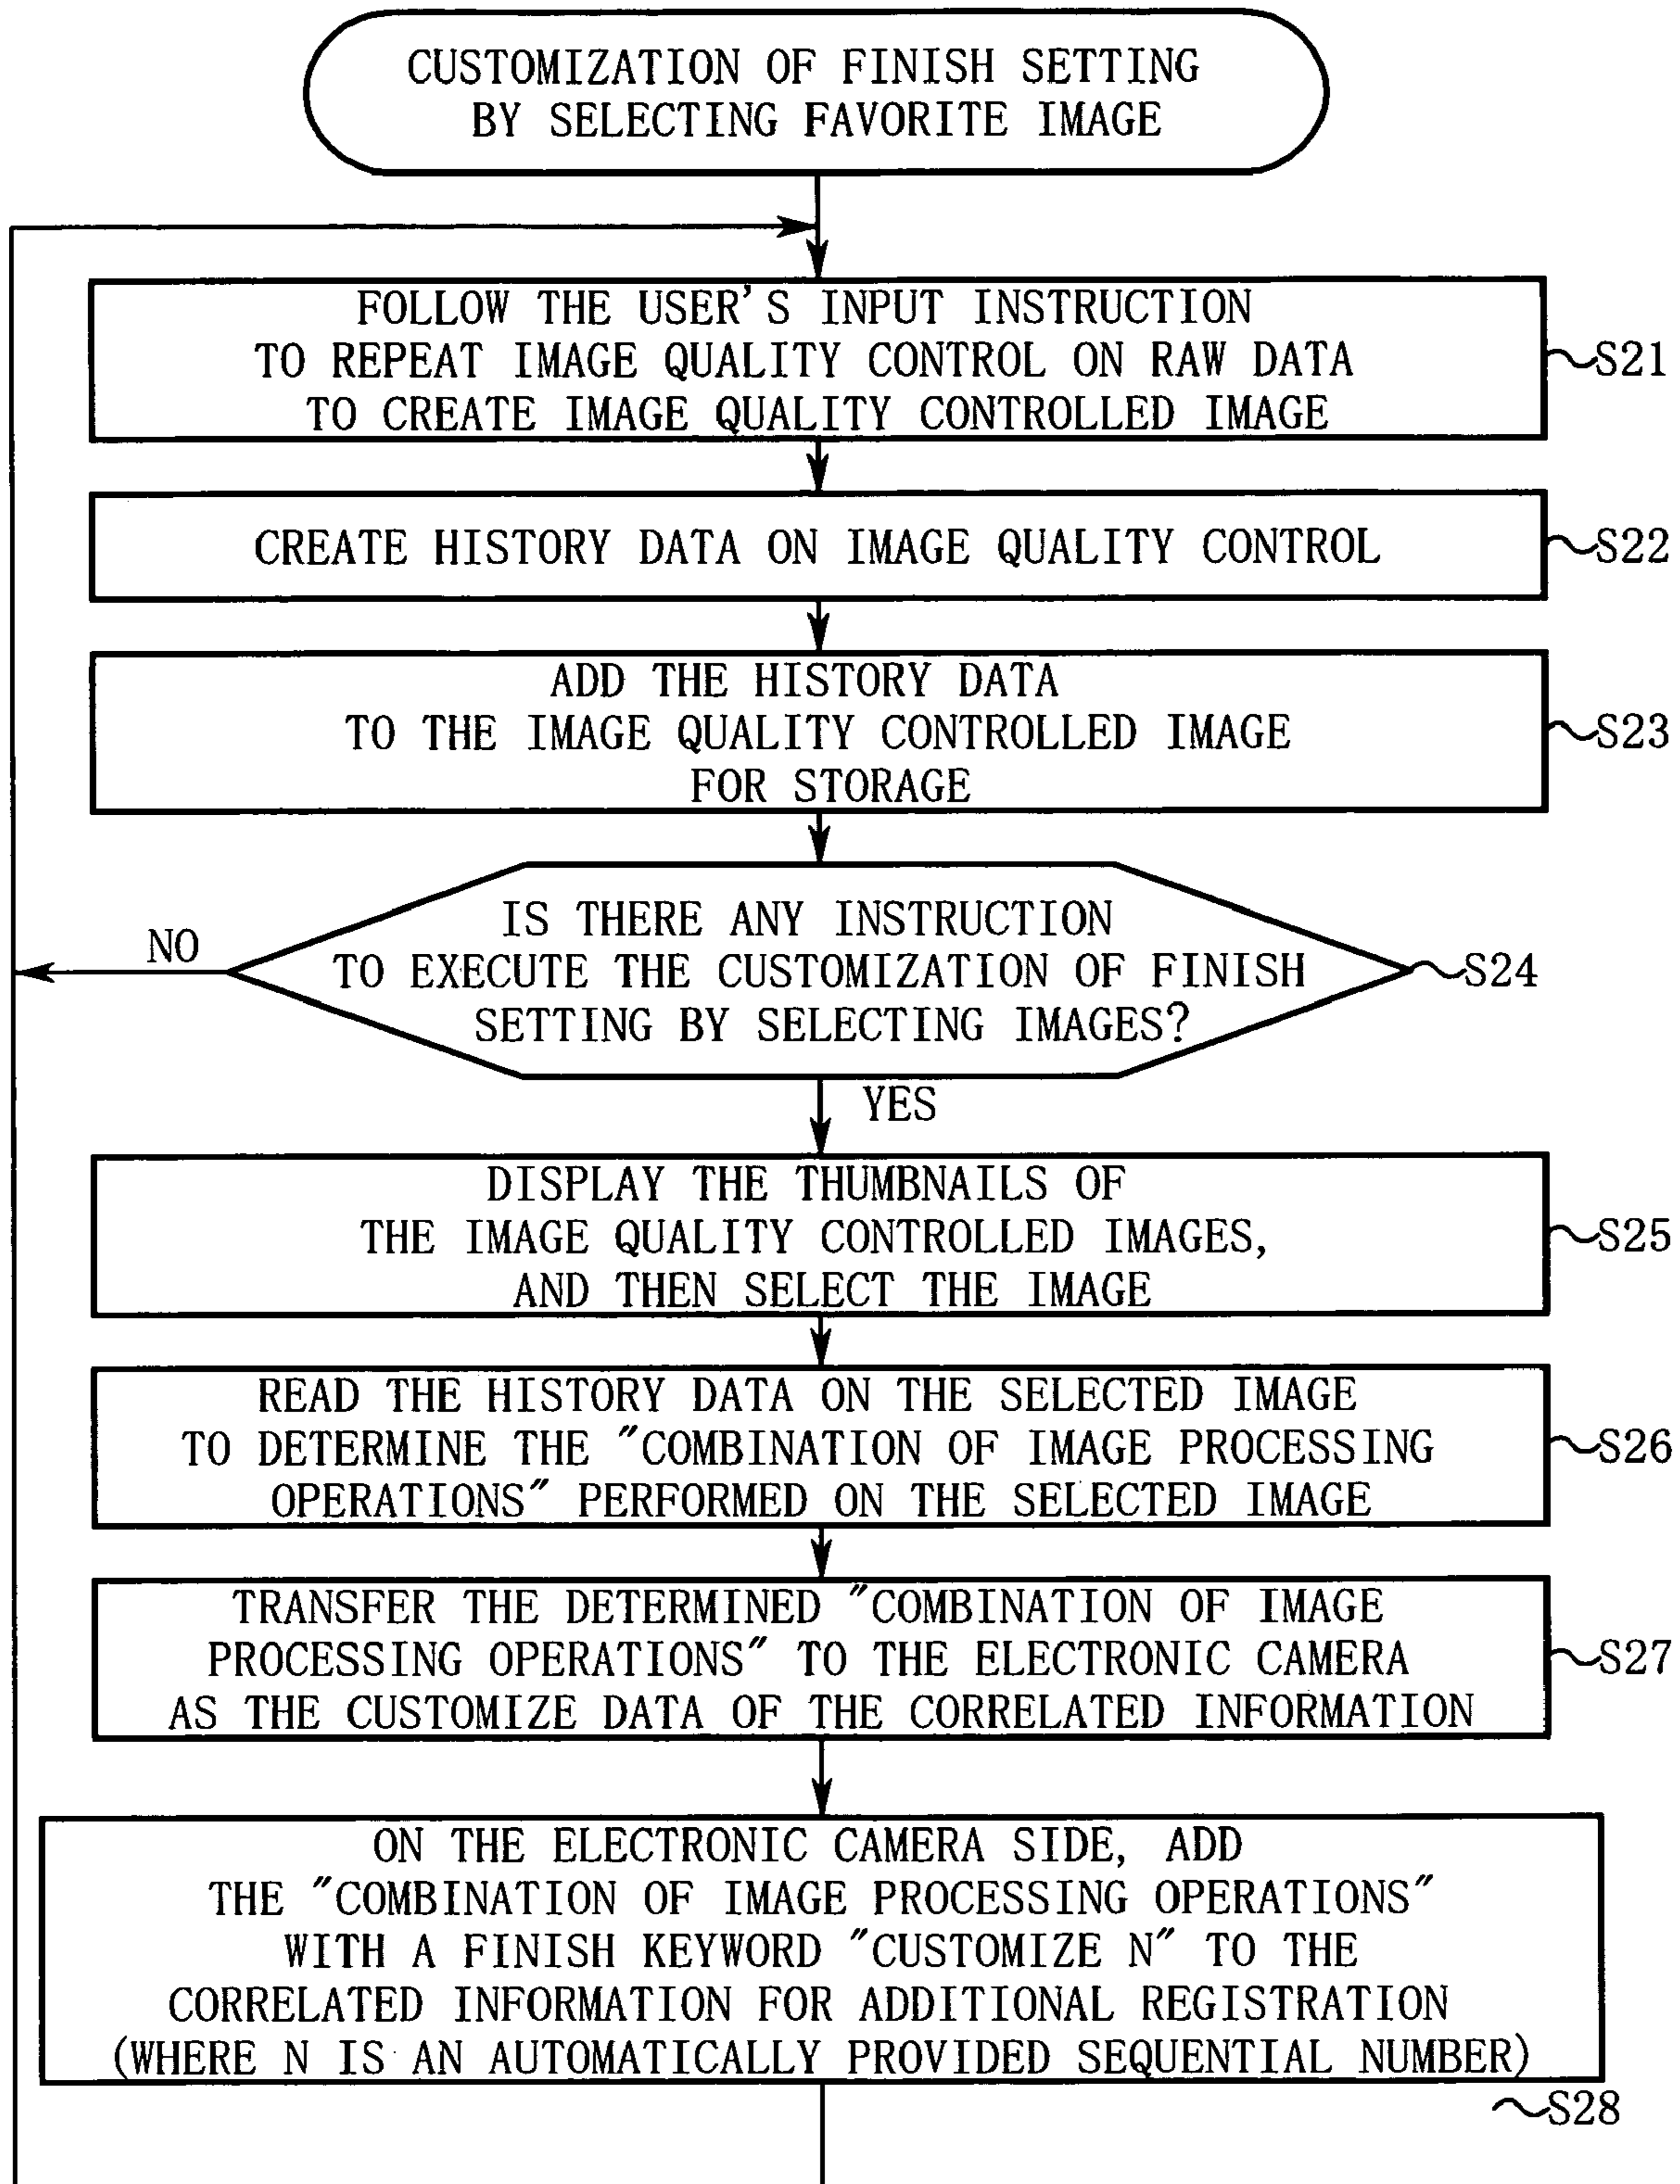 CUSTOMIZATION OF FINISH SETTING
BY SELECTING FAVORITE IMAGE
FOLLOW THE USER'S INPUT INSTRUCTION
TO REPEAT IMAGE QUALITY CONTROL ON RAW DATA
TO CREATE IMAGE QUALITY CONTROLLED IMAGE
S21
CREATE HISTORY DATA ON IMAGE QUALITY CONTROL
S22
ADD THE HISTORY DATA
TO THE IMAGE QUALITY CONTROLLED IMAGE
FOR STORAGE
S23
IS THERE ANY INSTRUCTION
TO EXECUTE THE CUSTOMIZATION OF FINISH
SETTING BY SELECTING IMAGES?
S24
NO
YES
DISPLAY THE THUMBNAILS OF
THE IMAGE QUALITY CONTROLLED IMAGES,
AND THEN SELECT THE IMAGE
S25
READ THE HISTORY DATA ON THE SELECTED IMAGE
TO DETERMINE THE "COMBINATION OF IMAGE PROCESSING
OPERATIONS" PERFORMED ON THE SELECTED IMAGE
S26
TRANSFER THE DETERMINED "COMBINATION OF IMAGE
PROCESSING OPERATIONS" TO THE ELECTRONIC CAMERA
AS THE CUSTOMIZE DATA OF THE CORRELATED INFORMATION
S27
ON THE ELECTRONIC CAMERA SIDE, ADD
THE "COMBINATION OF IMAGE PROCESSING OPERATIONS"
WITH A FINISH KEYWORD "CUSTOMIZE N" TO THE
CORRELATED INFORMATION FOR ADDITIONAL REGISTRATION
(WHERE N IS AN AUTOMATICALLY PROVIDED SEQUENTIAL NUMBER)
S28